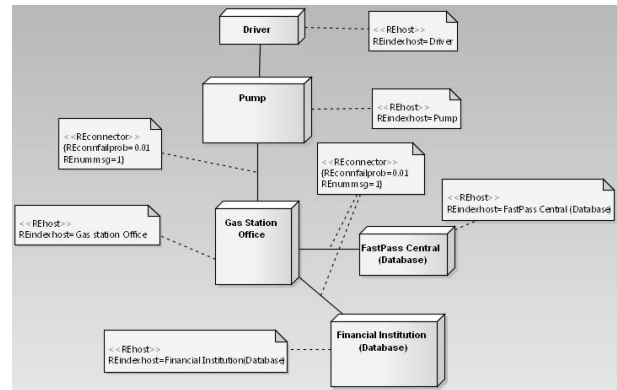 Driver
<<REhost>>
REindexhost=Driver
Pump
<<REhost>>
REindexhost=Pump
<<REconnector>>
{REconnfailprob=0.01
REnummsg=1}
<<REconnector>>
{REconnfailprob=0.01
REnummsg=1}
<<REhost>>
REindexhost=FastPass Central (Database)
<<REhost>>
REindexhost=Gas station Office
Gas Station
Office
FastPass Central
(Database)
Financial Institution
(Database)
<<REhost>>
REindexhost=Financial Institution(Database)